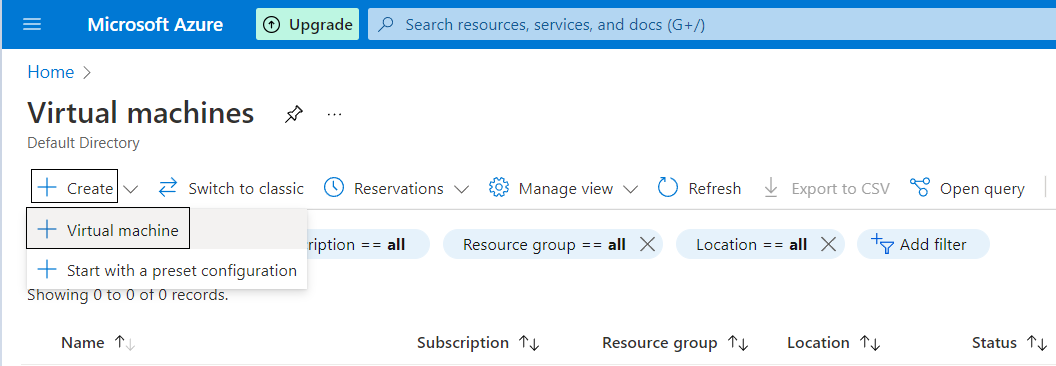 Microsoft Azure Upgrade Search resources, services, and docs (G+/)
Home
Virtual machines
Default Directory
Create Switch to classic Reservations Manage view Refresh Export to CSV Open query
Virtual machine
ription == all Resource group == all Location == all Add filter
Start with a preset configuration
Showing 0 to 0 of 0 records.
Name Subscription Resource group Location Status